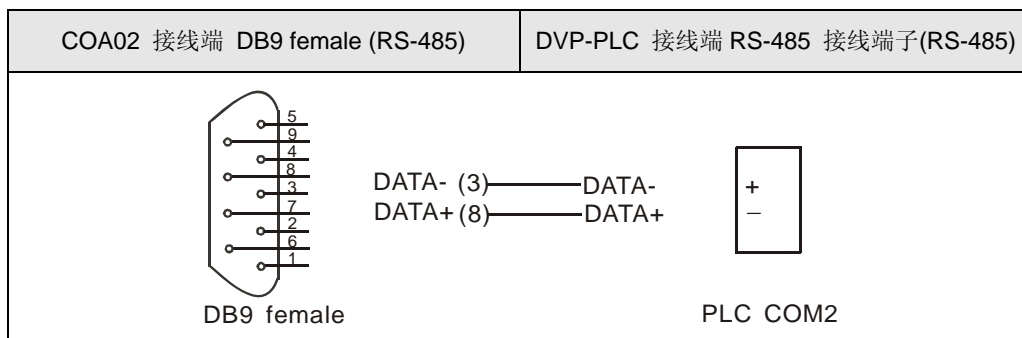 COA02 接线端 DB9 female (RS-485)
DVP-PLC 接线端 RS-485 接线端子(RS-485)
5
9
4
8
3
7
2
6
1
DATA- (3) DATA-
DATA+ (8) DATA+
+
−
DB9 female
PLC COM2